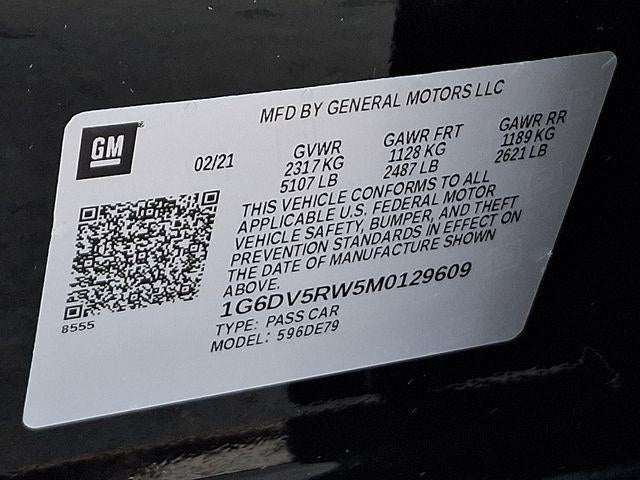 MFD BY GENERAL MOTORS LLC
GM
®
02/21
GVWR
2317 KG
5107 LB
GAWR FRT
1128 KG
2487 LB
GAWR RR
1189 KG
2621 LB
THIS VEHICLE CONFORMS TO ALL
APPLICABLE U.S. FEDERAL MOTOR
VEHICLE SAFETY, BUMPER, AND THEFT
PREVENTION STANDARDS IN EFFECT ON
THE DATE OF MANUFACTURE SHOWN
ABOVE.
1G6DV5RW5M0129609
TYPE: PASS CAR
MODEL: 596DE79
8555